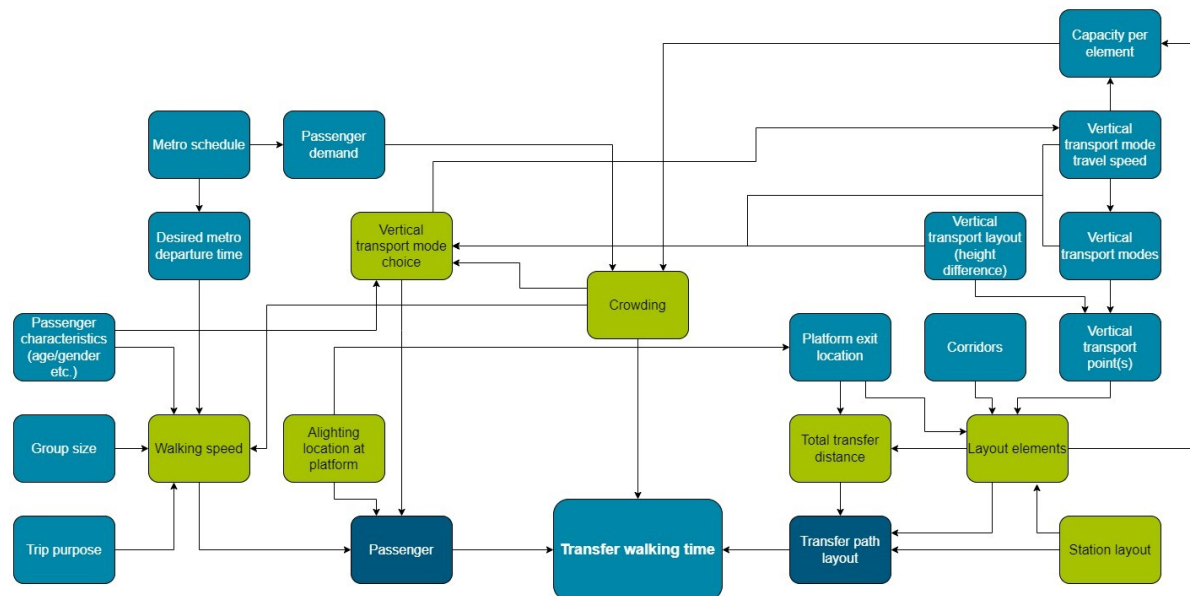 Capacity per
element
Metro schedule
Passenger
demand
Vertical
transport mode
travel speed
Desired metro
departure time
Vertical
transport mode
choice
Vertical
transport layout
(height
difference)
Vertical
transport modes
Crowding
Passenger
characteristics
(age/gender
etc.)
Platform exit
location
Corridors
Vertical
transport
point(s)
Group size
Walking speed
Alighting
location at
platform
Total transfer
distance
Layout elements
Trip purpose
Passenger
Transfer walking time
Transfer path
layout
Station layout